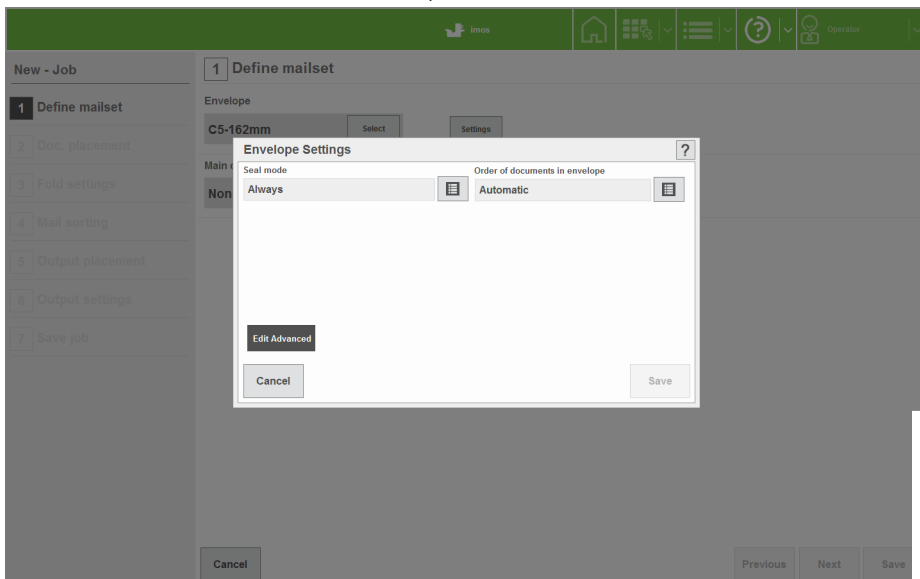 imos
Operator
New - Job
1 Define mailset
1 Define mailset
2 Doc. placement
3 Fold settings
4 Mail sorting
5 Output placement
6 Output settings
7 Save job
Envelope
C5-162mm Select Settings
Main
Non
Envelope Settings ?
Seal mode Order of documents in envelope
Always Automatic
Edit Advanced
Cancel Save
Cancel Previous Next Save